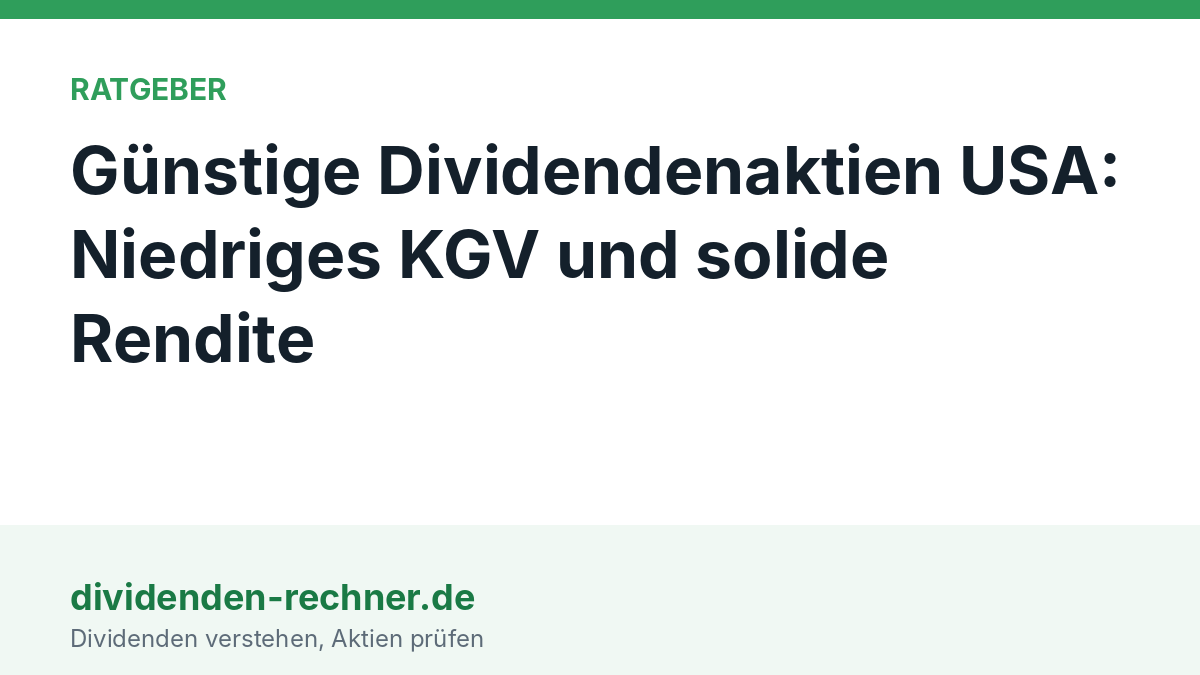 RATGEBER
Günstige Dividendenaktien USA:
Niedriges KGV und solide
Rendite
dividenden-rechner.de
Dividenden verstehen, Aktien prüfen